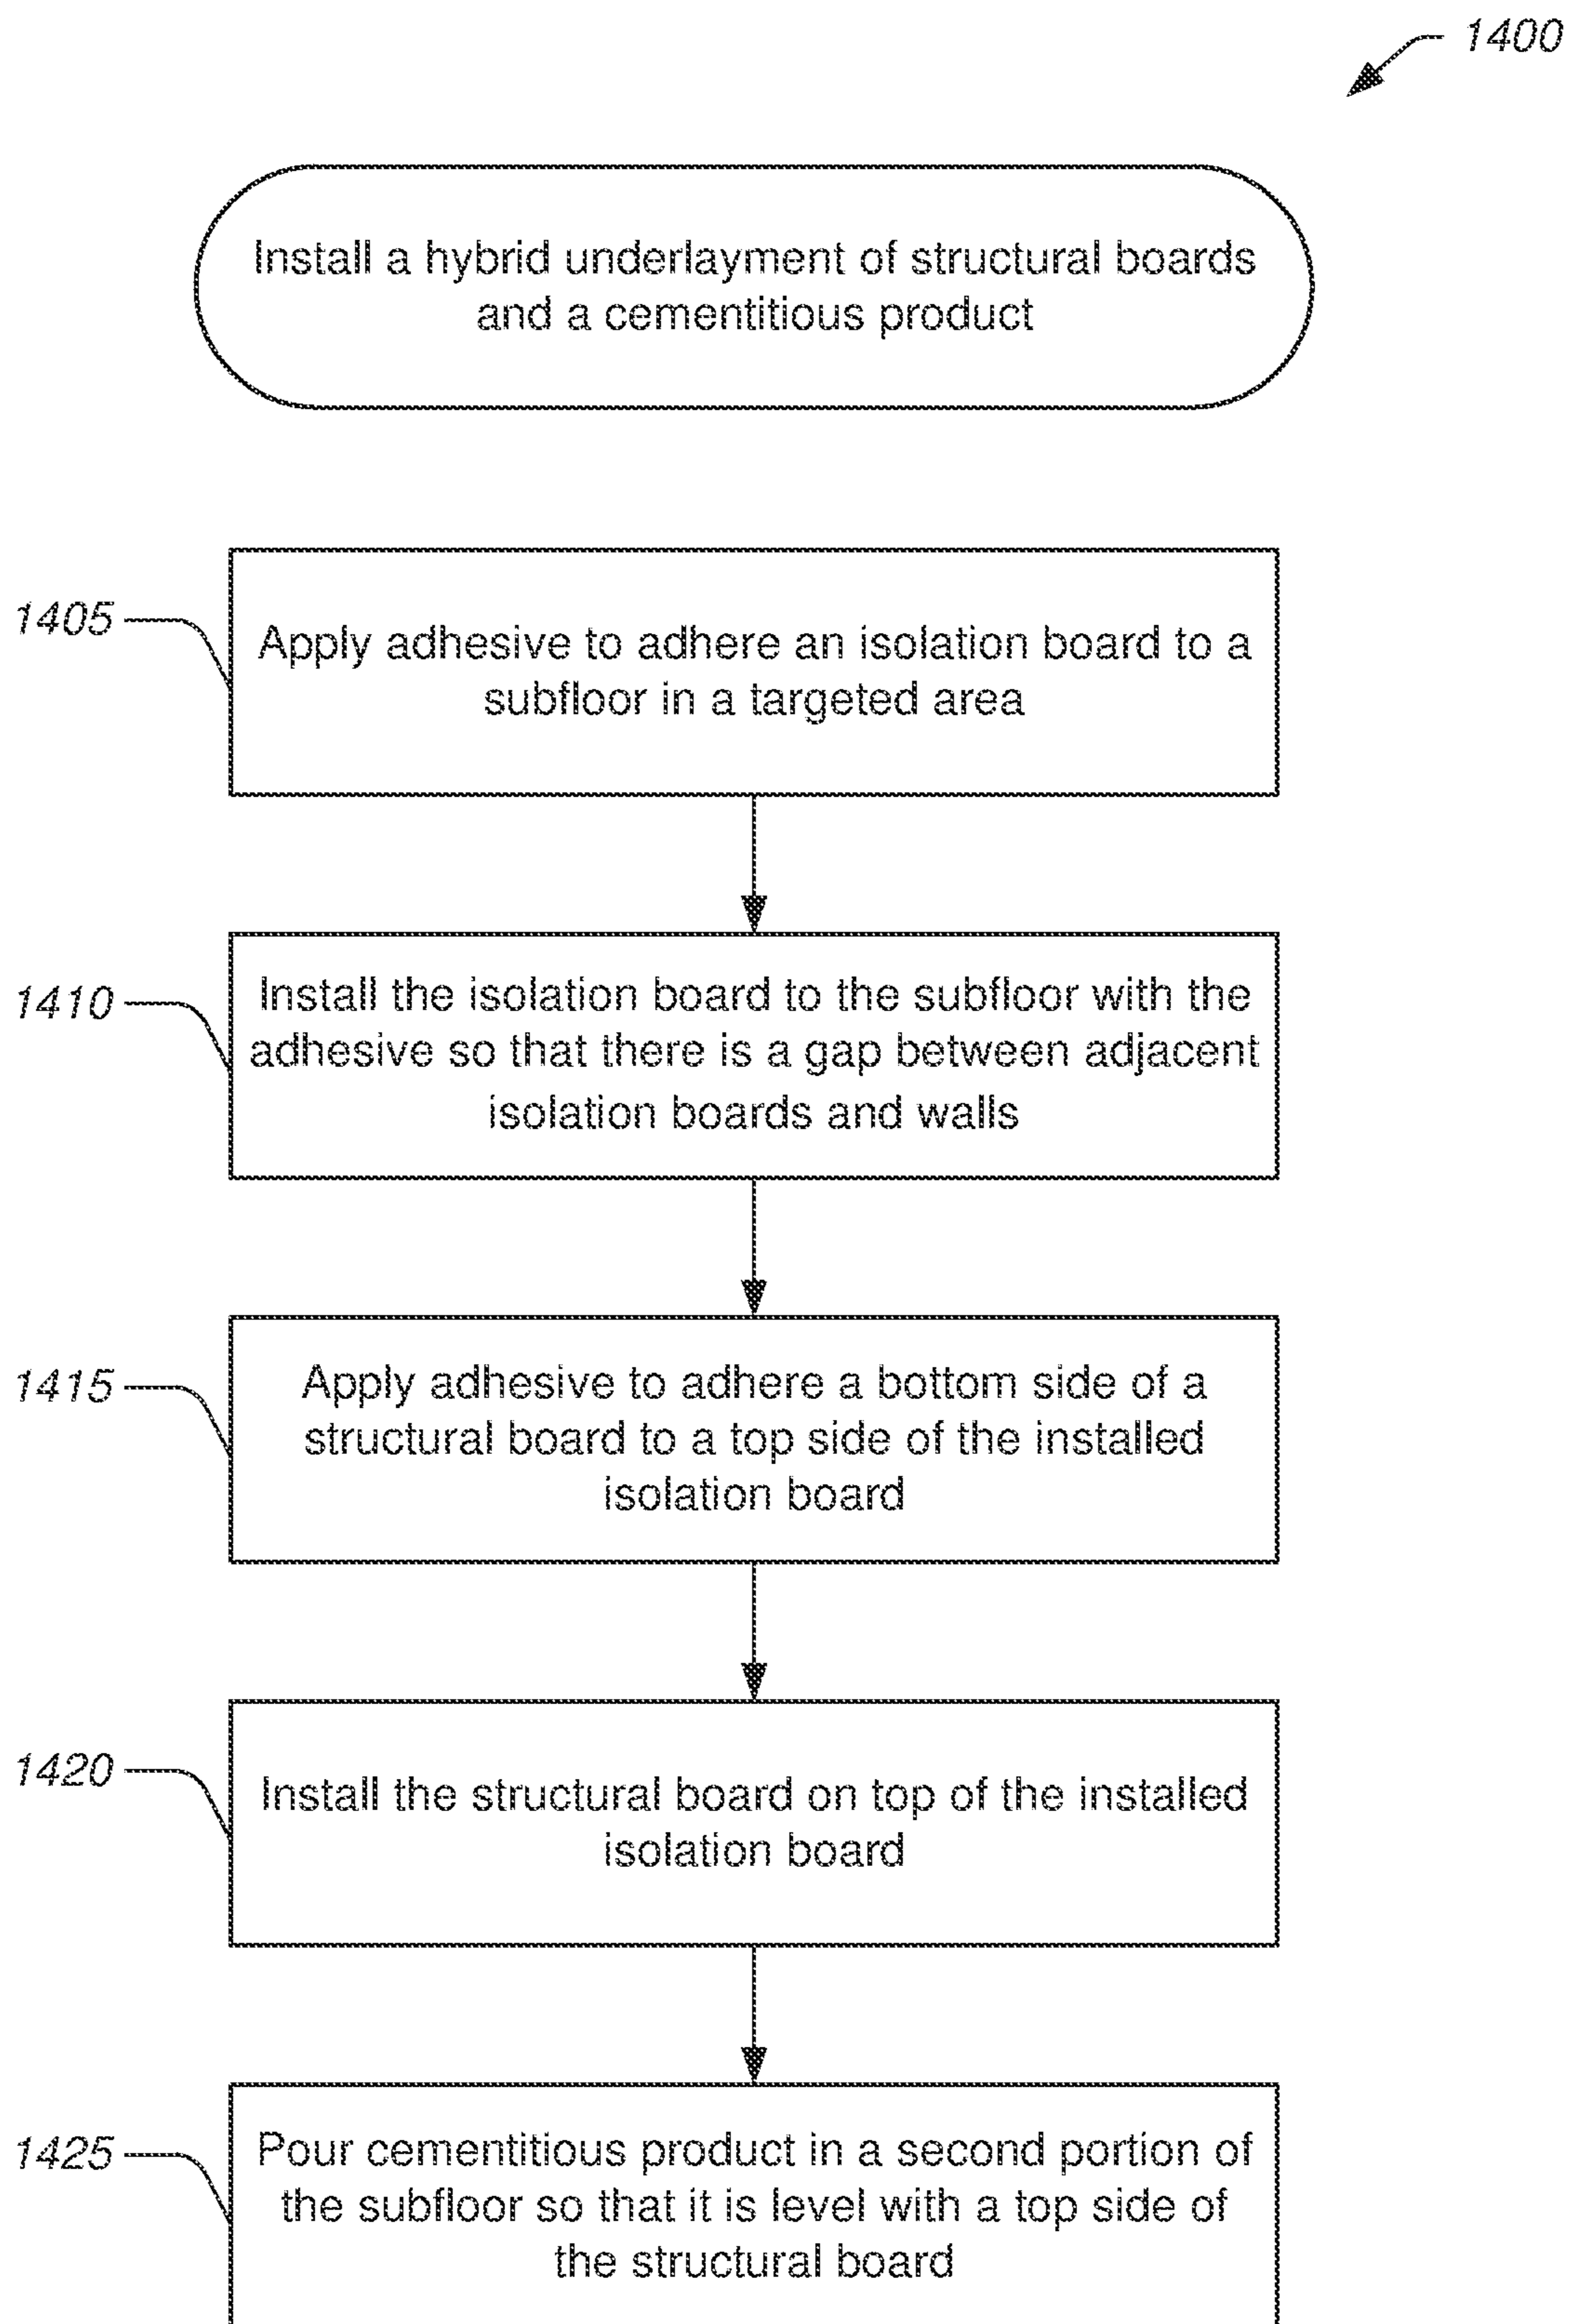 1400
Install a hybrid underlayment of structural boards
and a cementitious product
1405
Apply adhesive to adhere an isolation board to a
subfloor in a targeted area
1410
Install the isolation board to the subfloor with the
adhesive so that there is a gap between adjacent
isolation boards and walls
1415
Apply adhesive to adhere a bottom side of a
structural board to a top side of the installed
isolation board
1420
Install the structural board on top of the installed
isolation board
1425
Pour cementitious product in a second portion of
the subfloor so that it is level with a top side of
the structural board